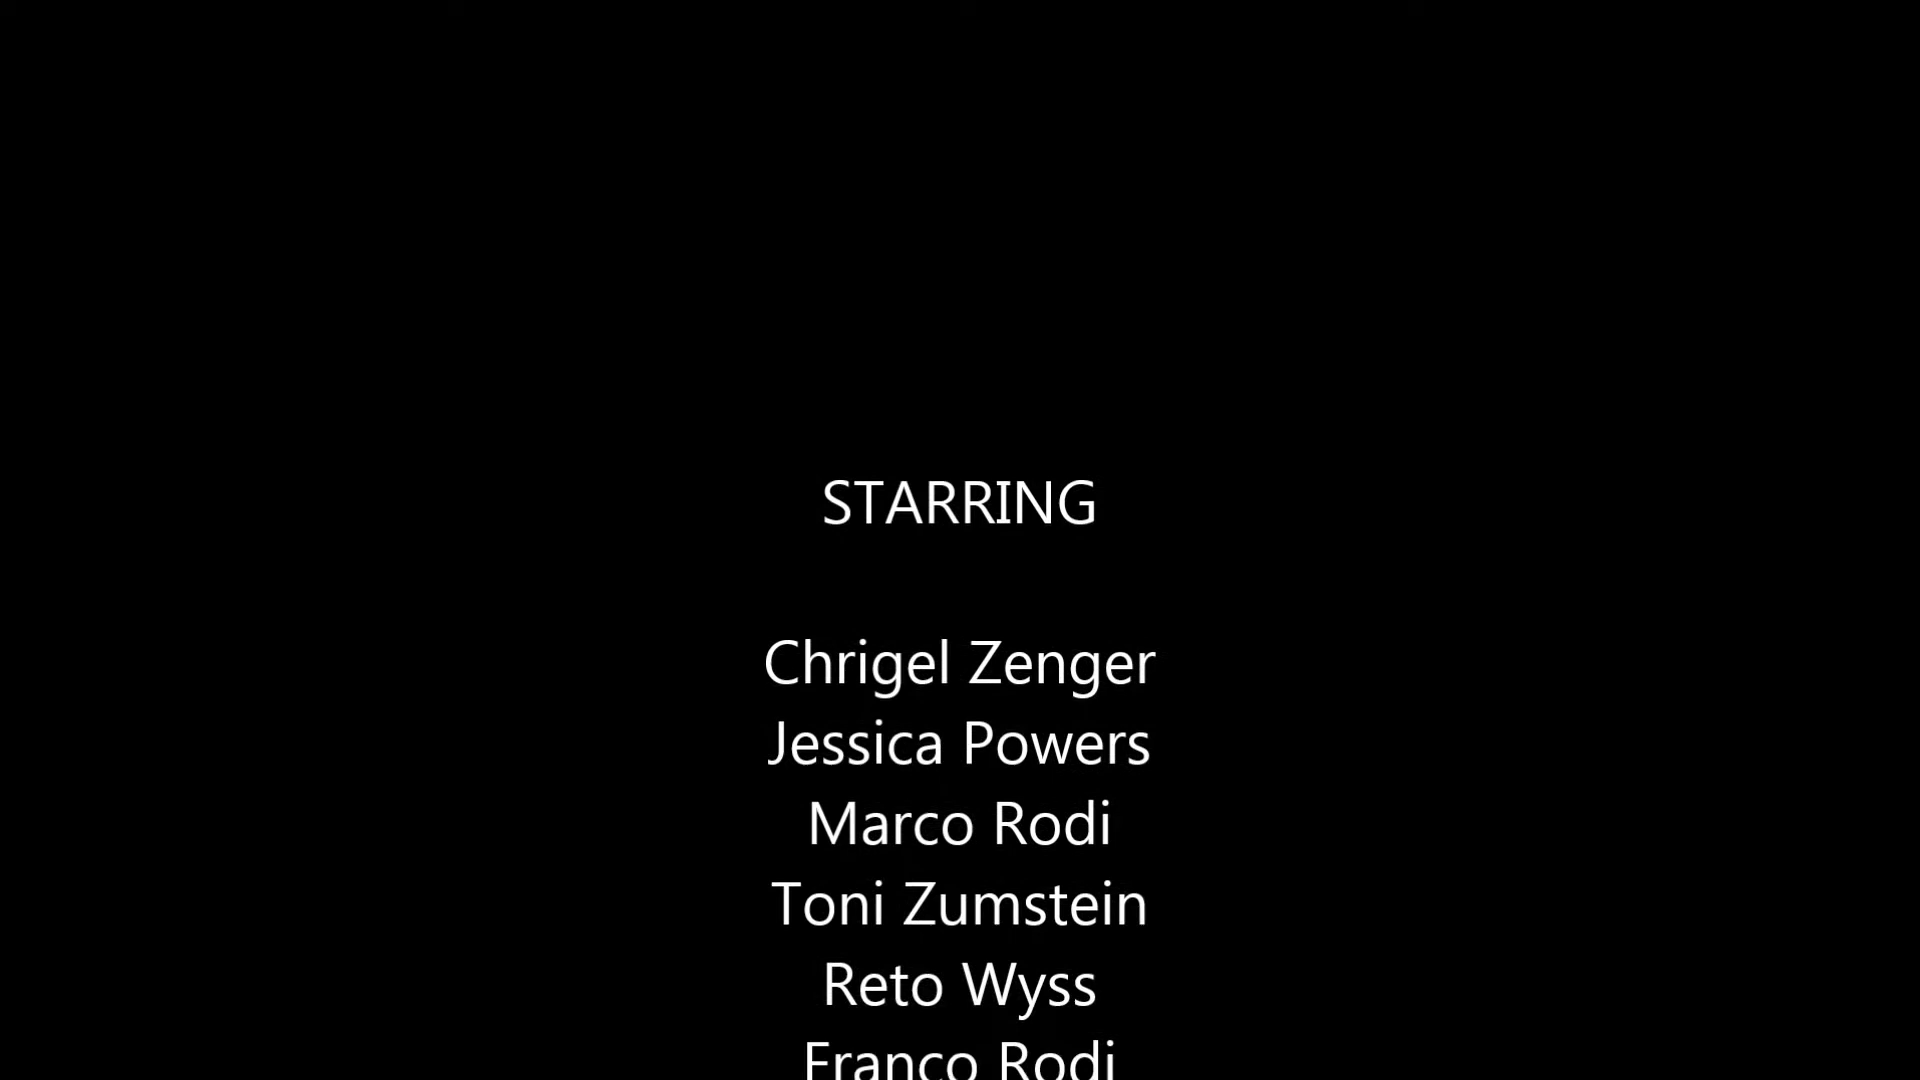 STARRING
Chrigel Zenger
Jessica Powers
Marco Rodi
Toni Zumstein
Reto Wyss
Franco Rodi